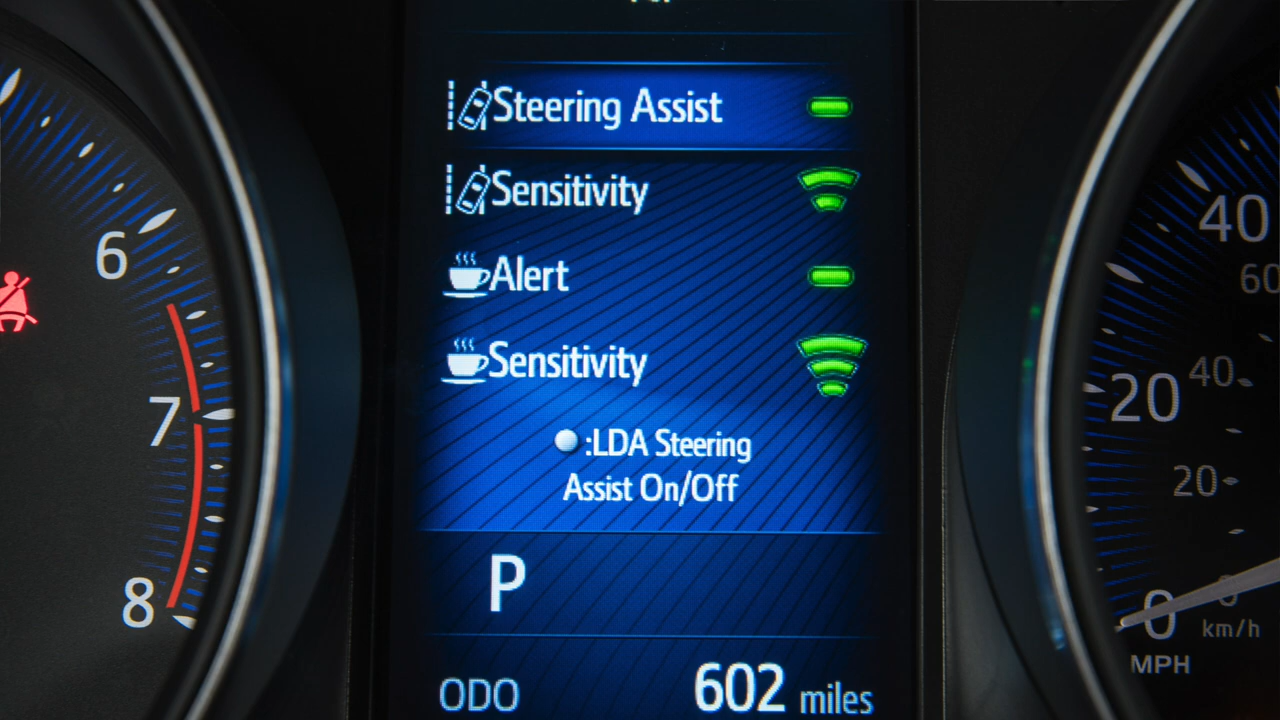 Steering Assist
Sensitivity
Alert
Sensitivity
:LDA Steering
Assist On/Off
P
ODO 602 miles
6
7
8
40
60
20
40
20
0
0
km/h
MPH